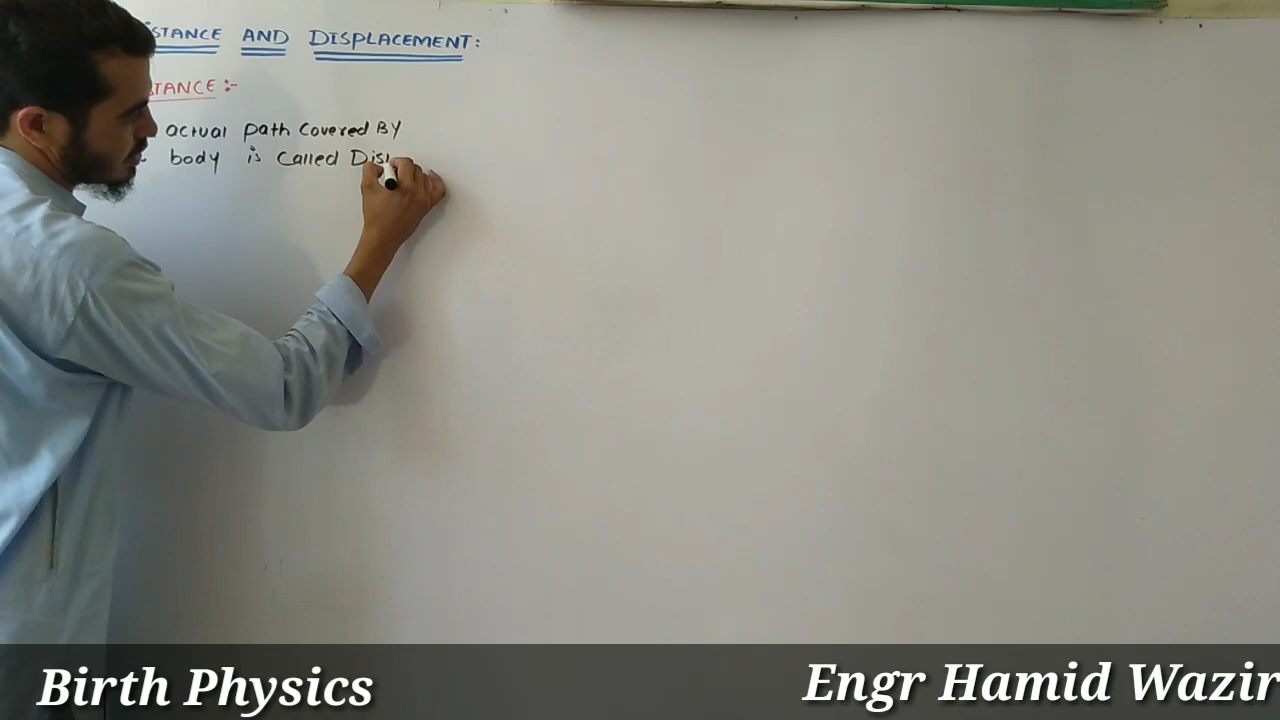 STANCE AND DISPLACEMENT:
STANCE :-
actual path Covered BY
body is Called Dis
Birth Physics
Engr Hamid Wazir